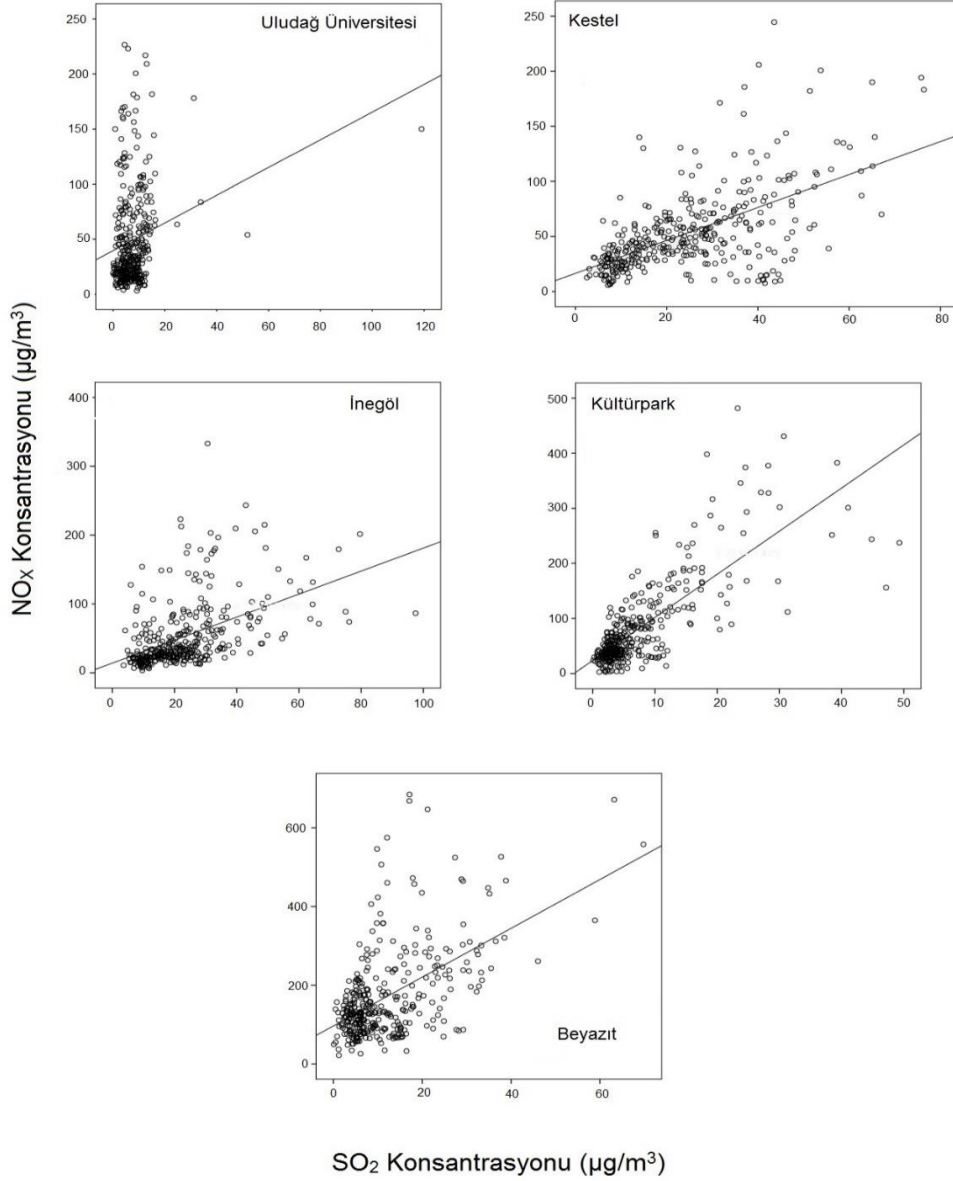 Uludağ Üniversitesi
250
200
150
100
50
0
0 20 40 60 80 100 120
Kestel
250
200
150
100
50
0
0 20 40 60 80
NOX Konsantrasyonu (µg/m³)
İnegöl
400
300
200
100
0
0 20 40 60 80 100
Kültürpark
500
400
300
200
100
0
0 10 20 30 40 50
600
400
200
0
Beyazıt
0 20 40 60
SO₂ Konsantrasyonu (µg/m³)